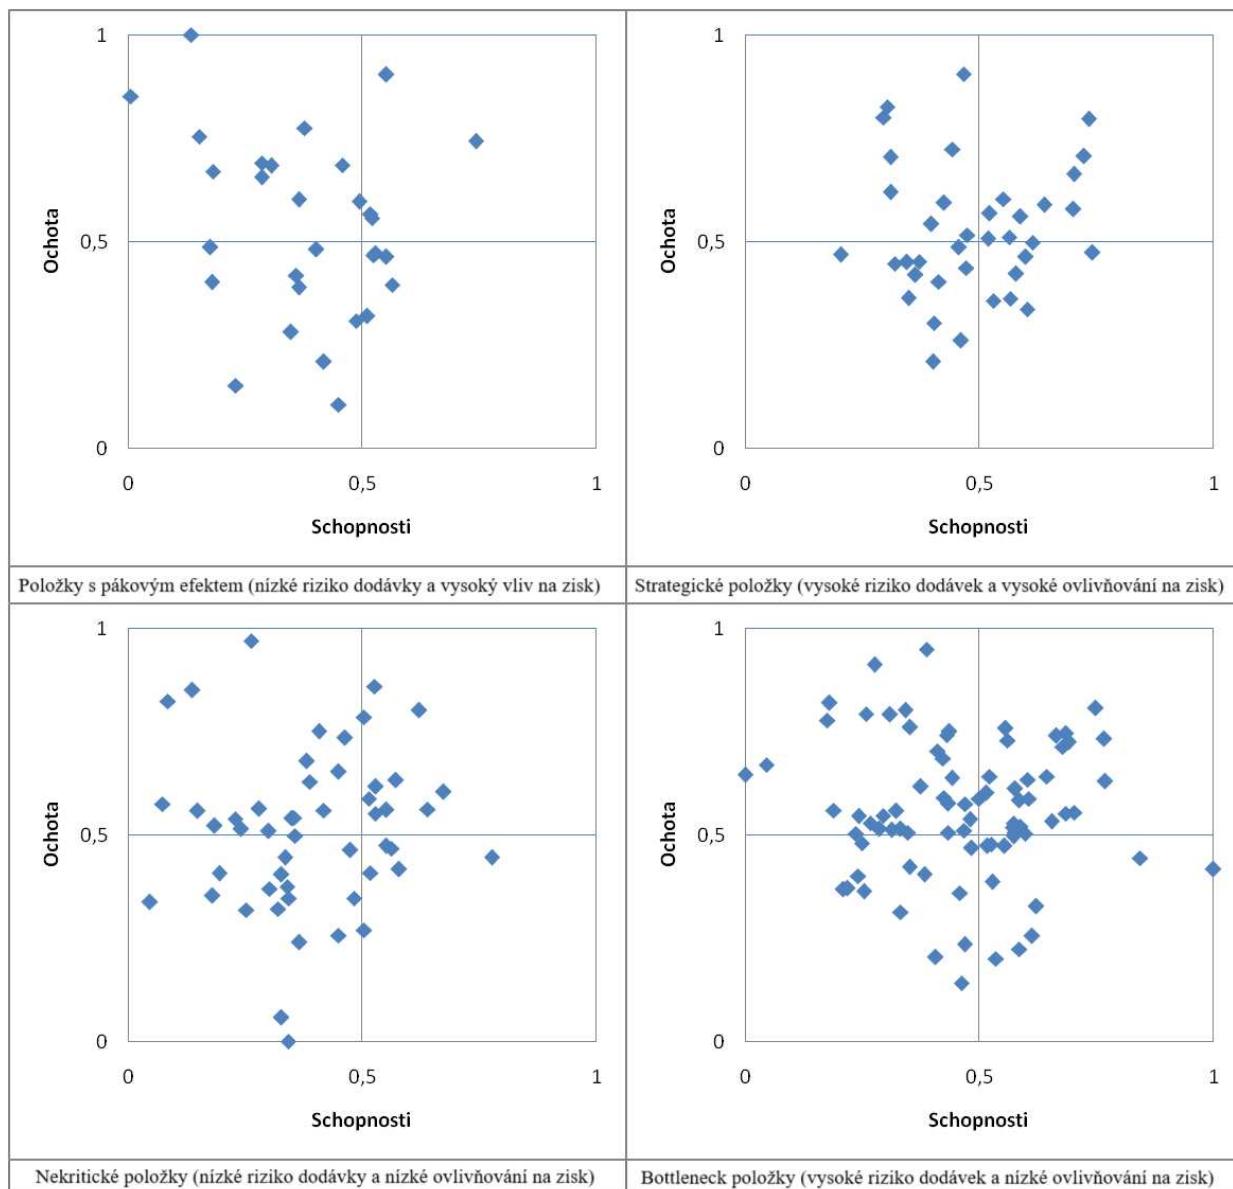 1
Ochota
0,5
0
0
0,5
1
Schopnosti
Položky s pákovým efektem (nízké riziko dodávky a vysoký vliv na zisk)
1
Ochota
0,5
0
0
0,5
1
Schopnosti
Strategické položky (vysoké riziko dodávek a vysoké ovlivňování na zisk)
1
Ochota
0,5
0
0
0,5
1
Schopnosti
Nekritické položky (nízké riziko dodávky a nízké ovlivňování na zisk)
1
Ochota
0,5
0
0
0,5
1
Schopnosti
Bottleneck položky (vysoké riziko dodávek a nízké ovlivňování na zisk)